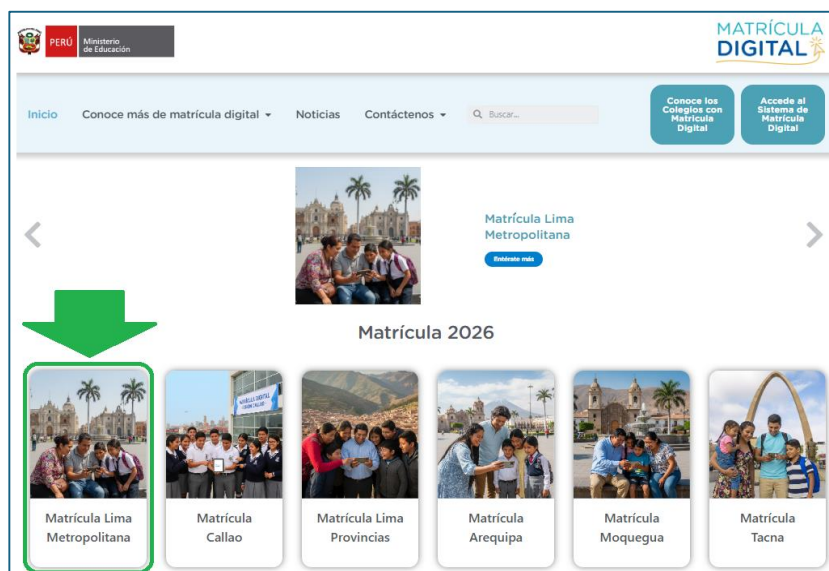 PERÚ
Ministerio
de Educación
MATRÍCULA
DIGITAL
Inicio
Conoce más de matrícula digital
Noticias
Contáctenos
Buscar...
Conoce los
Colegios con
Matrícula
Digital
Accede al
Sistema de
Matrícula
Digital
Matrícula Lima
Metropolitana
Entérate más
Matrícula 2026
MATRÍCULA DIGITAL
Matrícula Lima
Metropolitana
Matrícula
Callao
Matrícula Lima
Provincias
Matrícula
Arequipa
Matrícula
Moquegua
Matrícula
Tacna